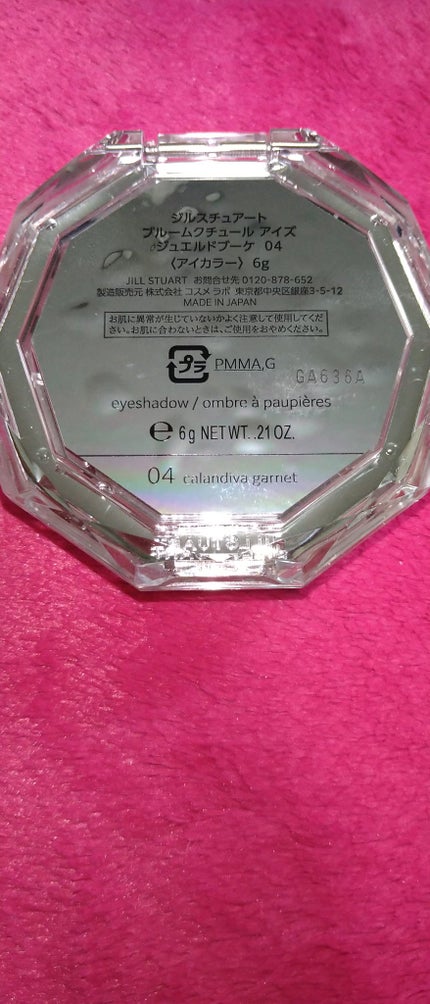 ジルスチュアート
ブルームクチュール アイズ
ジュエルドブーケ 04
〈アイカラー〉 6g
JILL STUART お問合せ先 0120-878-652
製造販売元 株式会社 コスメ ラボ 東京都中央区銀座3-5-12
MADE IN JAPAN
お肌に異常が生じていないかよく注意して使用してくだ
さい。お肌に合わないときは、ご使用をおやめください。
プラ PMMA,G
GA636A
eyeshadow / ombre à paupières
e 6g NET WT. .21 OZ.
04 calandiva garnet